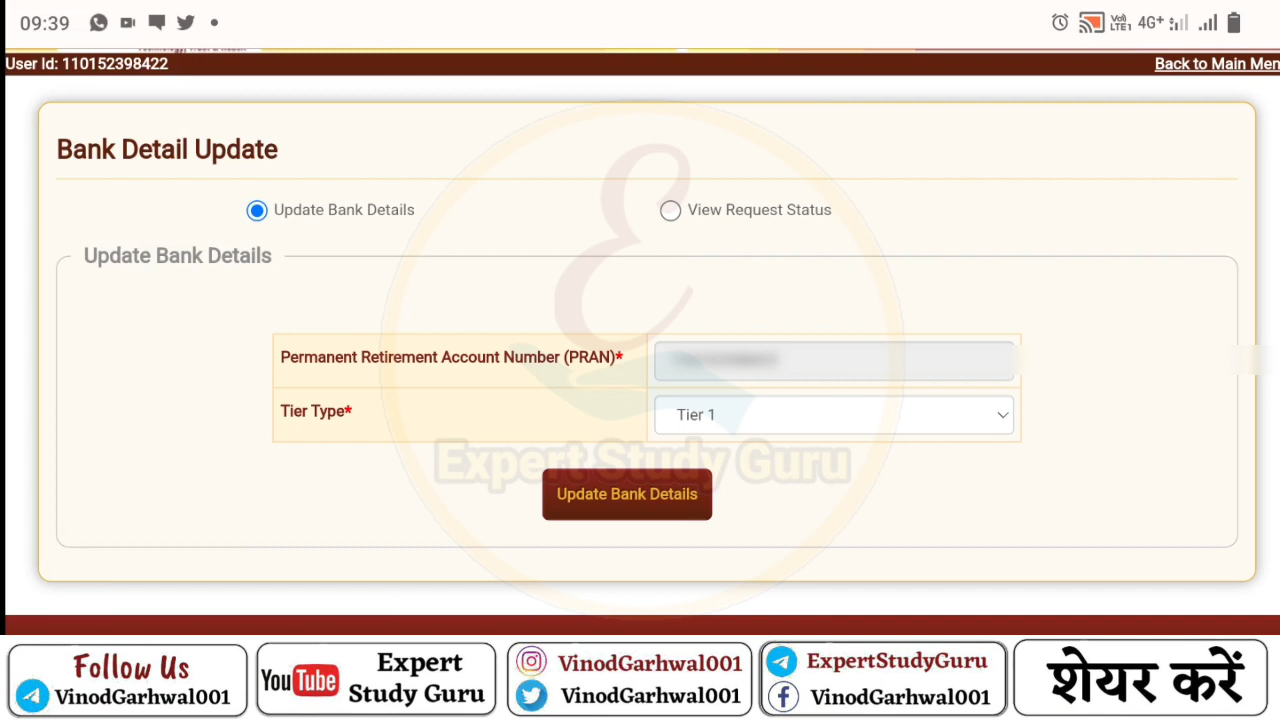 09:39
Vo) 4G+
LTE1
User Id: 110152398422
Back to Main Men
Bank Detail Update
Update Bank Details
View Request Status
Update Bank Details
Permanent Retirement Account Number (PRAN)*
Tier Type*
Tier 1
Expert Study Guru
Update Bank Details
Follow Us
VinodGarhwal001
YouTube
Expert
Study Guru
VinodGarhwal001
VinodGarhwal001
ExpertStudyGuru
VinodGarhwal001
शेयर करें